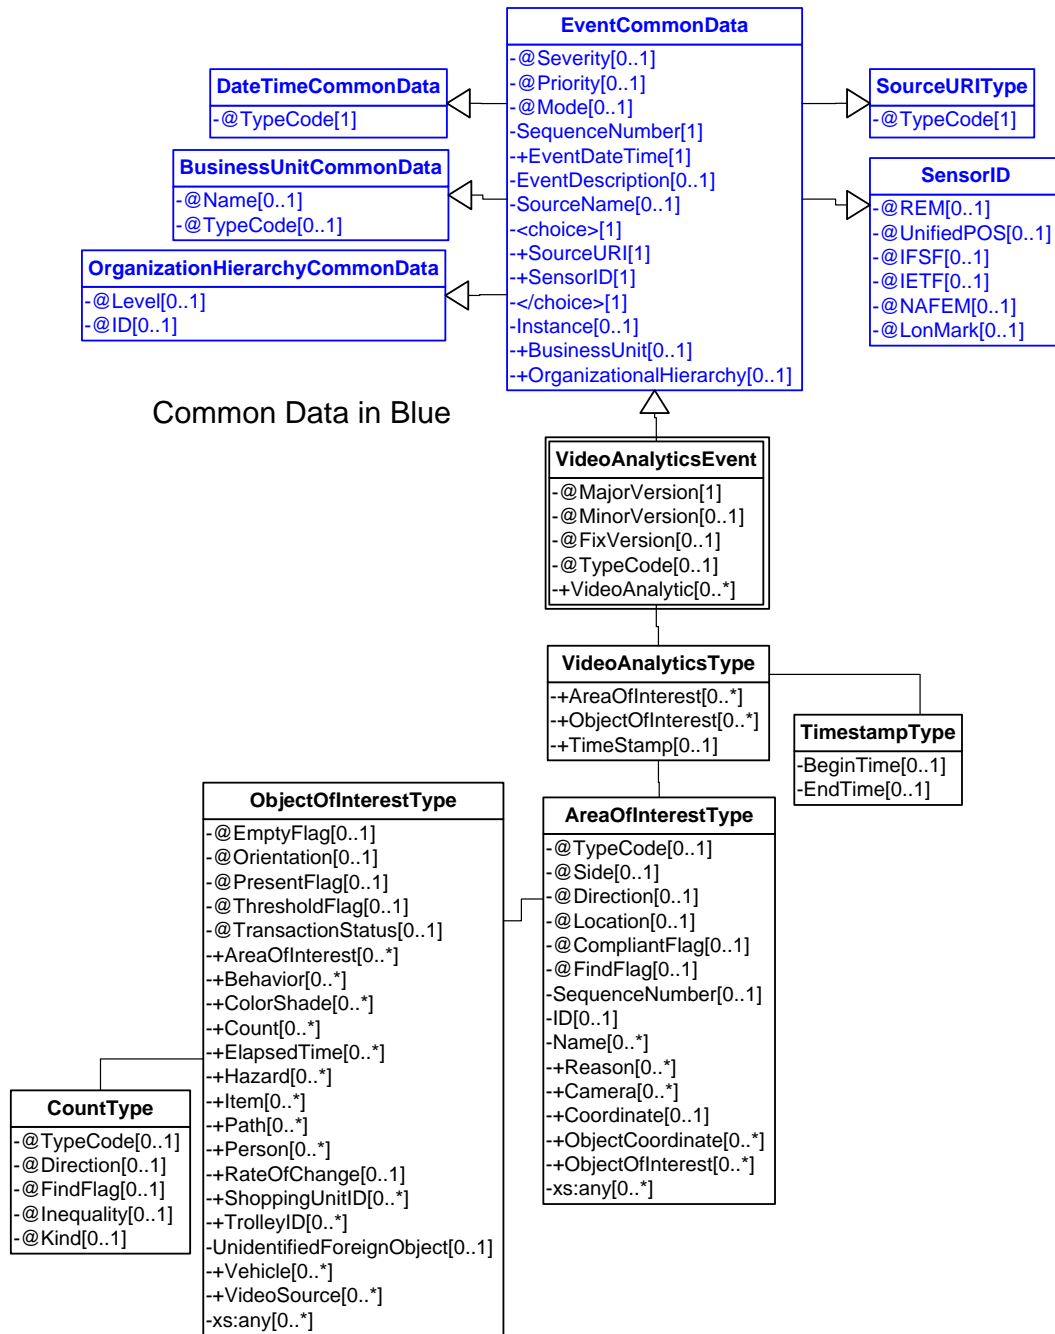 EventCommonData
-@Severity[0..1]
-@Priority[0..1]
-@Mode[0..1]
-SequenceNumber[1]
-+EventDateTime[1]
-EventDescription[0..1]
-SourceName[0..1]
-<choice>[1]
-+SourceURI[1]
-+SensorID[1]
-</choice>[1]
-Instance[0..1]
-+BusinessUnit[0..1]
-+OrganizationalHierarchy[0..1]
DateTimeCommonData
-@TypeCode[1]
BusinessUnitCommonData
-@Name[0..1]
-@TypeCode[0..1]
OrganizationHierarchyCommonData
-@Level[0..1]
-@ID[0..1]
SourceURIType
-@TypeCode[1]
SensorID
-@REM[0..1]
-@UnifiedPOS[0..1]
-@IFSF[0..1]
-@IETF[0..1]
-@NAFEM[0..1]
-@LonMark[0..1]
Common Data in Blue
VideoAnalyticsEvent
-@MajorVersion[1]
-@MinorVersion[0..1]
-@FixVersion[0..1]
-@TypeCode[0..1]
-+VideoAnalytic[0..*]
VideoAnalyticsType
-+AreaOfInterest[0..*]
-+ObjectOfInterest[0..*]
-+TimeStamp[0..1]
TimestampType
-BeginTime[0..1]
-EndTime[0..1]
ObjectOfInterestType
-@EmptyFlag[0..1]
-@Orientation[0..1]
-@PresentFlag[0..1]
-@ThresholdFlag[0..1]
-@TransactionStatus[0..1]
-+AreaOfInterest[0..*]
-+Behavior[0..*]
-+ColorShade[0..*]
-+Count[0..*]
-+ElapsedTime[0..*]
-+Hazard[0..*]
-+Item[0..*]
-+Path[0..*]
-+Person[0..*]
-+RateOfChange[0..1]
-+ShoppingUnitID[0..*]
-+TrolleyID[0..*]
-UnidentifiedForeignObject[0..1]
-+Vehicle[0..*]
-+VideoSource[0..*]
-xs:any[0..*]
AreaOfInterestType
-@TypeCode[0..1]
-@Side[0..1]
-@Direction[0..1]
-@Location[0..1]
-@CompliantFlag[0..1]
-@FindFlag[0..1]
-SequenceNumber[0..1]
-ID[0..1]
-Name[0..*]
-+Reason[0..*]
-+Camera[0..*]
-+Coordinate[0..1]
-+ObjectCoordinate[0..*]
-+ObjectOfInterest[0..*]
-xs:any[0..*]
CountType
-@TypeCode[0..1]
-@Direction[0..1]
-@FindFlag[0..1]
-@Inequality[0..1]
-@Kind[0..1]